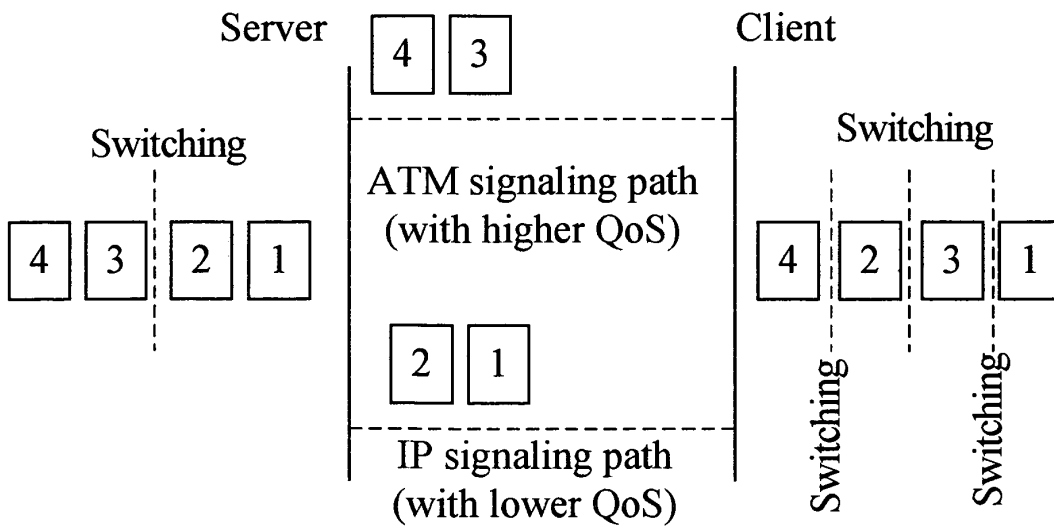 Server
Client
4 3
Switching
Switching
ATM signaling path
(with higher QoS)
4 3 2 1
4 2 3 1
2 1
Switching
Switching
IP signaling path
(with lower QoS)